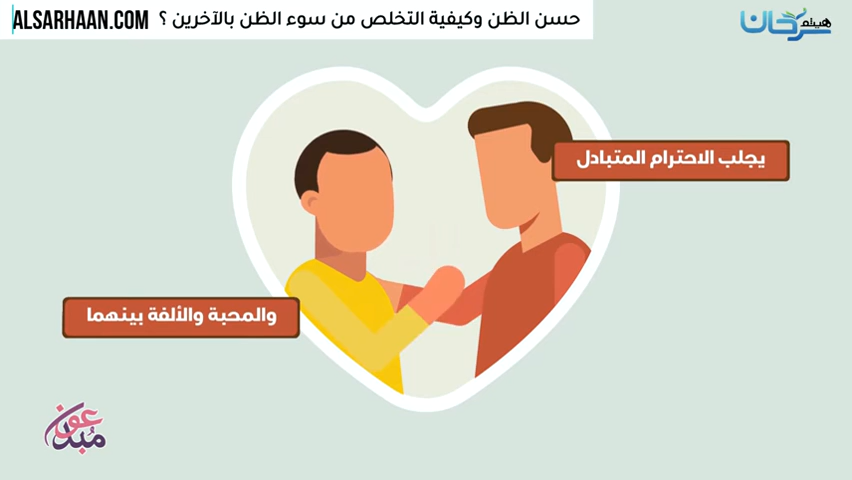 ALSARHAAN.COM
حسن الظن وكيفية التخلص من سوء الظن بالآخرين ؟
هيثم سرحان
يجلب الاحترام المتبادل
والمحبة والألفة بينهما
مبدعون